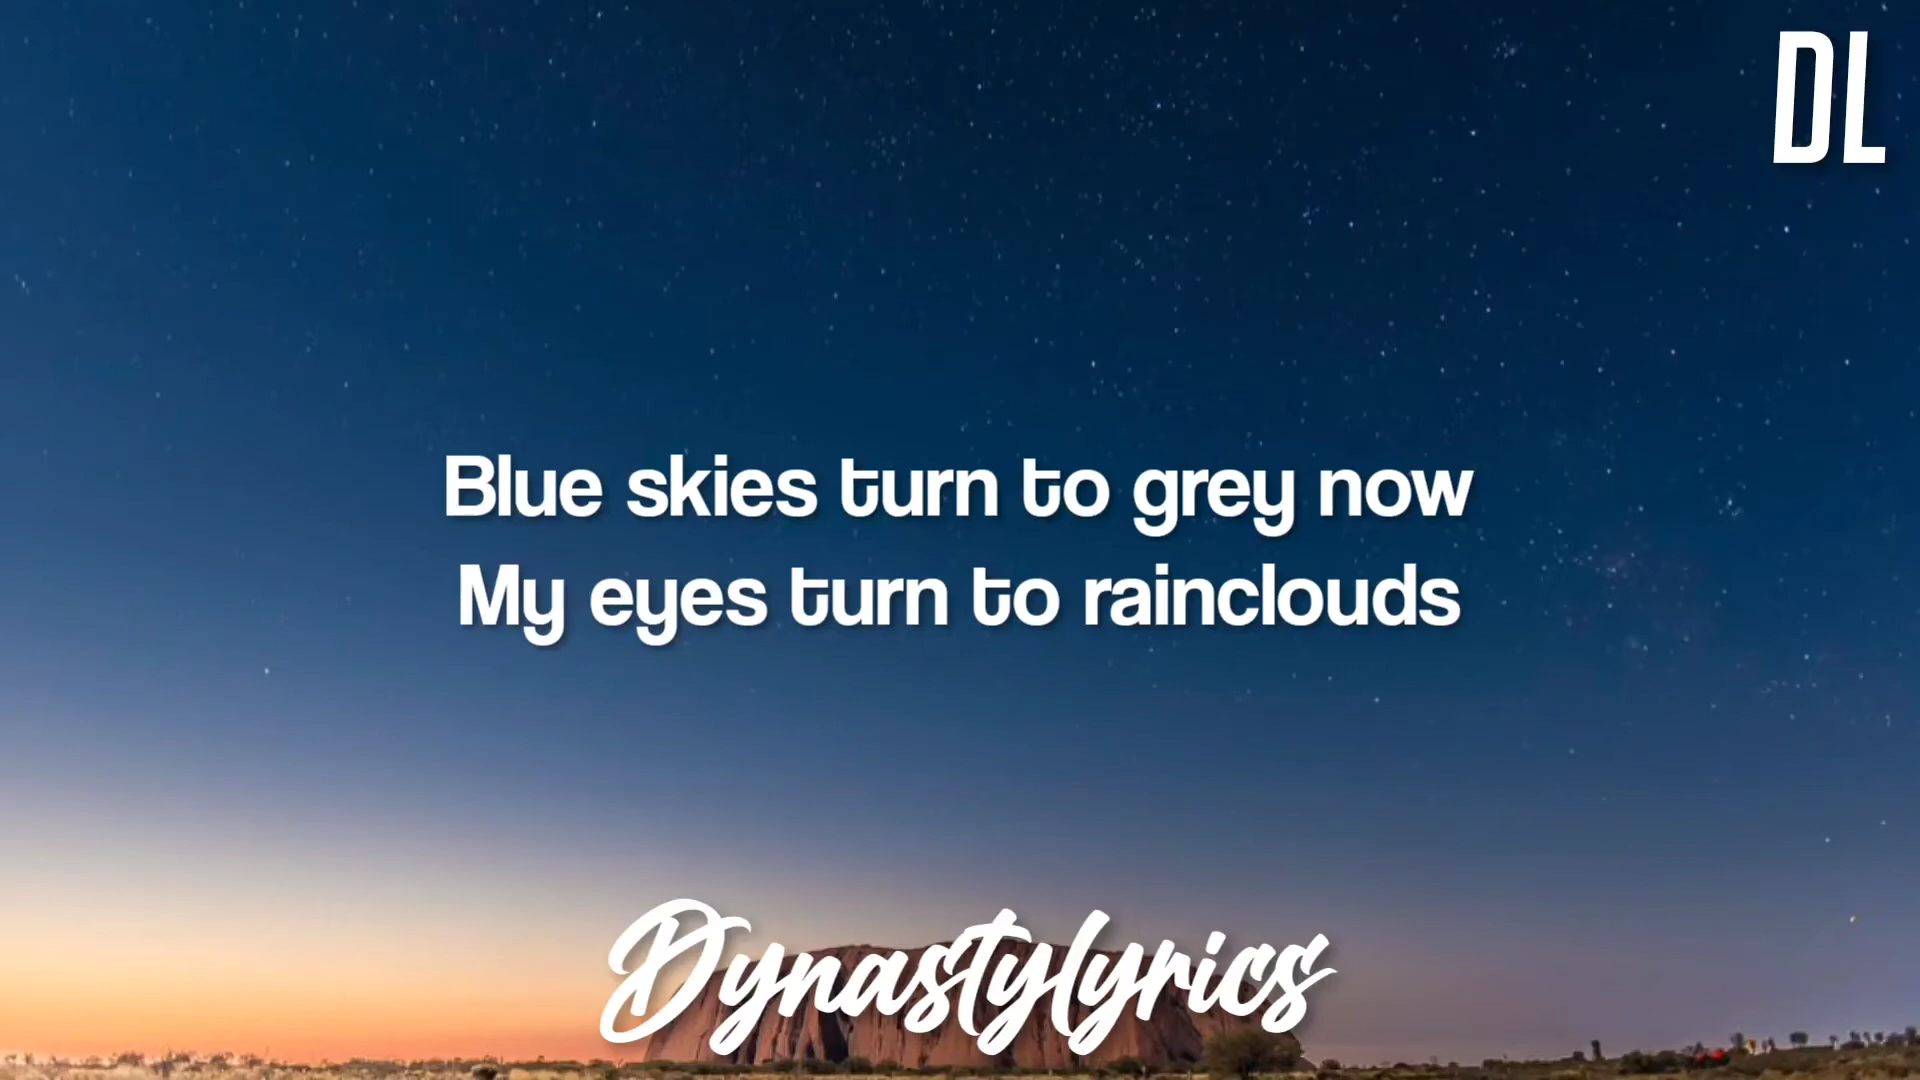 DL
Blue skies turn to grey now
My eyes turn to rainclouds
Dynastylyrics